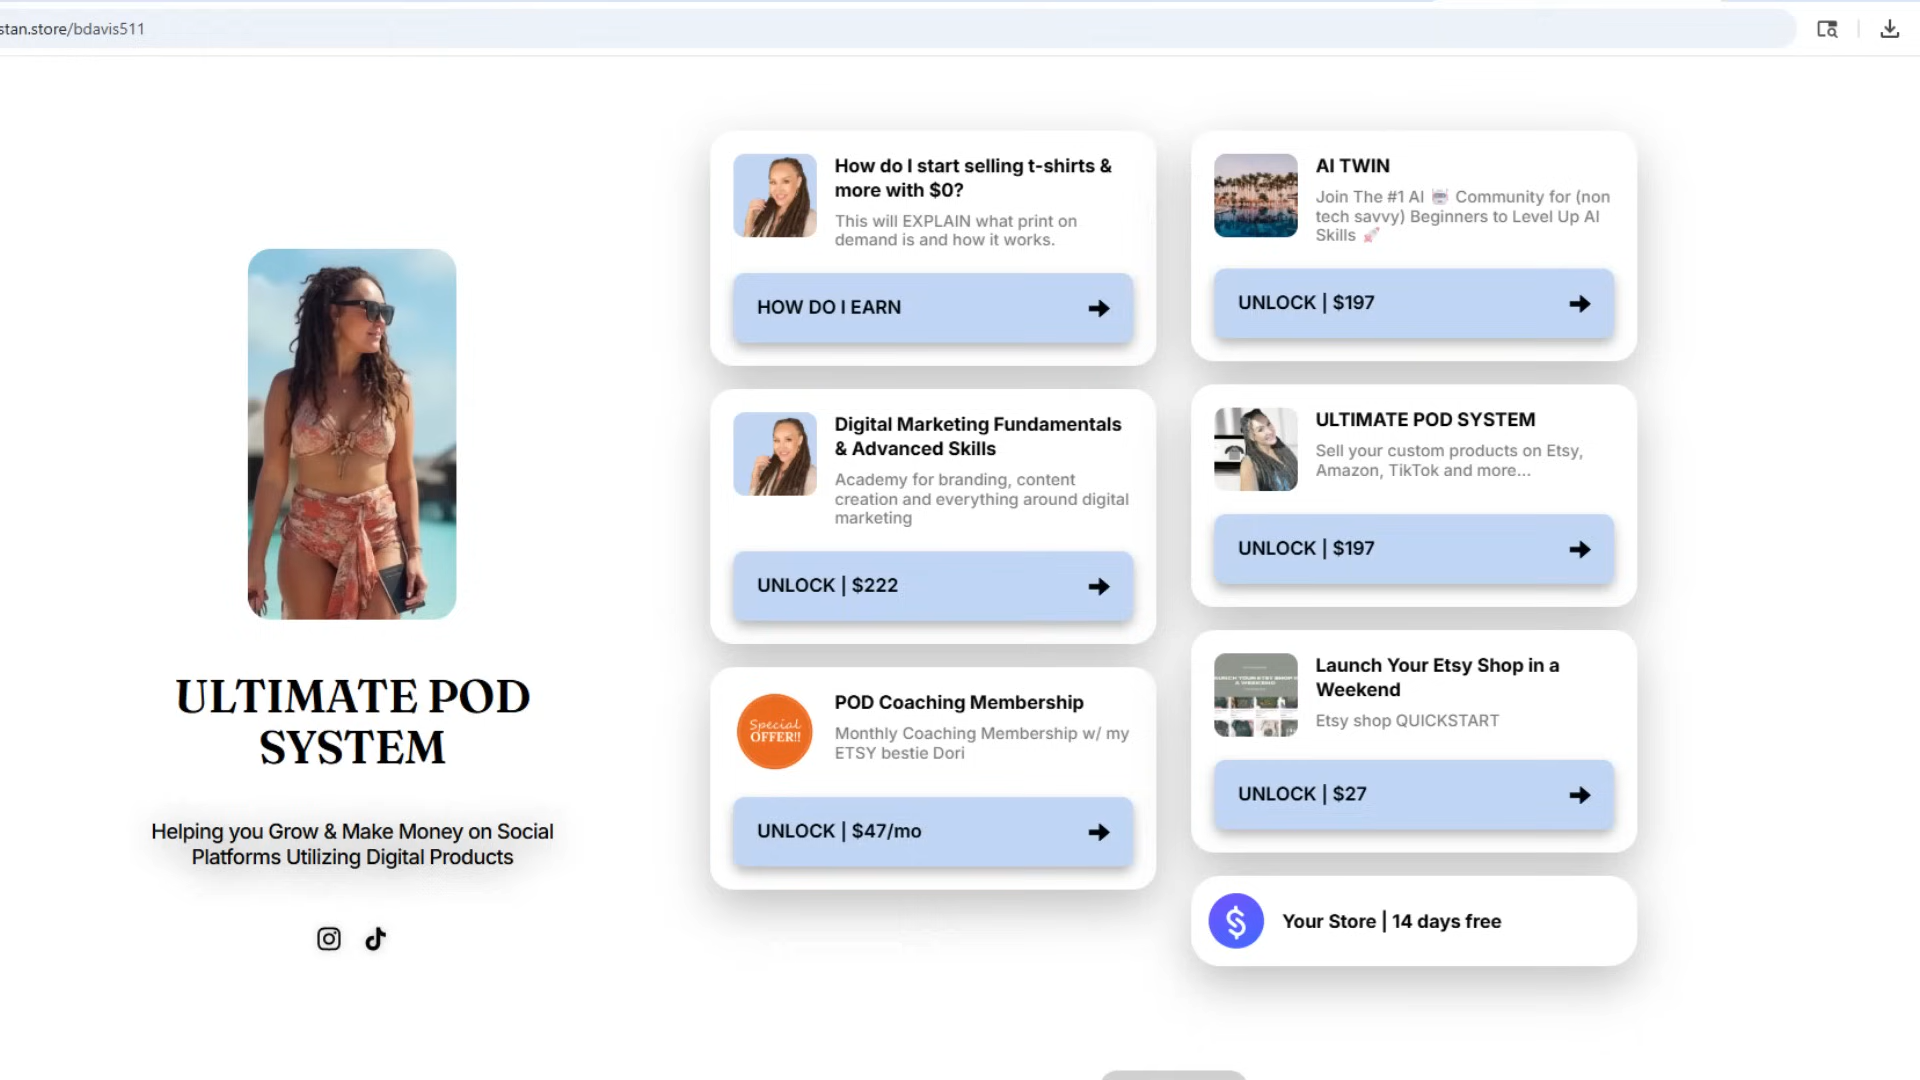 stan.store/bdavis511
ULTIMATE POD
SYSTEM
Helping you Grow & Make Money on Social
Platforms Utilizing Digital Products
How do I start selling t-shirts &
more with $0?
This will EXPLAIN what print on
demand is and how it works.
HOW DO I EARN
Digital Marketing Fundamentals
& Advanced Skills
Academy for branding, content
creation and everything around digital
marketing
UNLOCK | $222
Special
OFFER!!
POD Coaching Membership
Monthly Coaching Membership w/ my
ETSY bestie Dori
UNLOCK | $47/mo
AI TWIN
Join The #1 AI 🤖 Community for (non
tech savvy) Beginners to Level Up AI
Skills 🚀
UNLOCK | $197
ULTIMATE POD SYSTEM
Sell your custom products on Etsy,
Amazon, TikTok and more...
UNLOCK | $197
Launch Your Etsy Shop in a
Weekend
Etsy shop QUICKSTART
UNLOCK | $27
Your Store | 14 days free